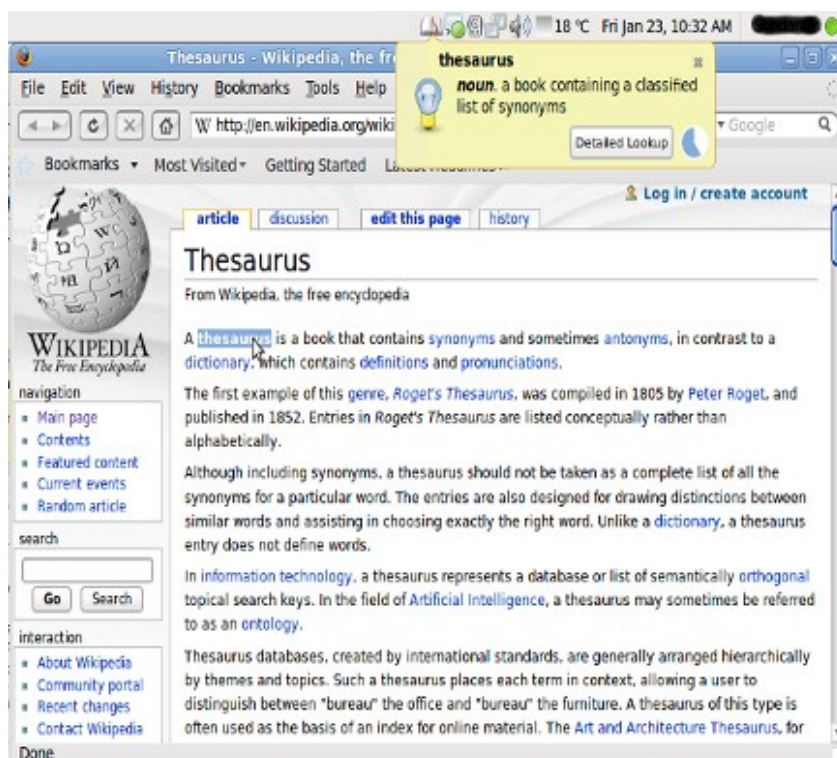 18 °C Fri Jan 23, 10:32 AM
Thesaurus - Wikipedia, the fr
thesaurus
noun. a book containing a classified
list of synonyms
Detailed Lookup
File Edit View History Bookmarks Tools Help
W http://en.wikipedia.org/wiki
Google
Bookmarks Most Visited Getting Started
Log in / create account
article discussion edit this page history
Thesaurus
From Wikipedia, the free encyclopedia
A thesaurus is a book that contains synonyms and sometimes antonyms, in contrast to a
dictionary, which contains definitions and pronunciations.
The first example of this genre, Roget's Thesaurus, was compiled in 1805 by Peter Roget, and
published in 1852. Entries in Roget's Thesaurus are listed conceptually rather than
alphabetically.
Although including synonyms, a thesaurus should not be taken as a complete list of all the
synonyms for a particular word. The entries are also designed for drawing distinctions between
similar words and assisting in choosing exactly the right word. Unlike a dictionary, a thesaurus
entry does not define words.
In information technology, a thesaurus represents a database or list of semantically orthogonal
topical search keys. In the field of Artificial Intelligence, a thesaurus may sometimes be referred
to as an ontology.
Thesaurus databases, created by international standards, are generally arranged hierarchically
by themes and topics. Such a thesaurus places each term in context, allowing a user to
distinguish between "bureau" the office and "bureau" the furniture. A thesaurus of this type is
often used as the basis of an index for online material. The Art and Architecture Thesaurus, for
WIKIPEDIA
The Free Encyclopedia
navigation
Main page
Contents
Featured content
Current events
Random article
search
Go Search
interaction
About Wikipedia
Community portal
Recent changes
Contact Wikipedia
Done